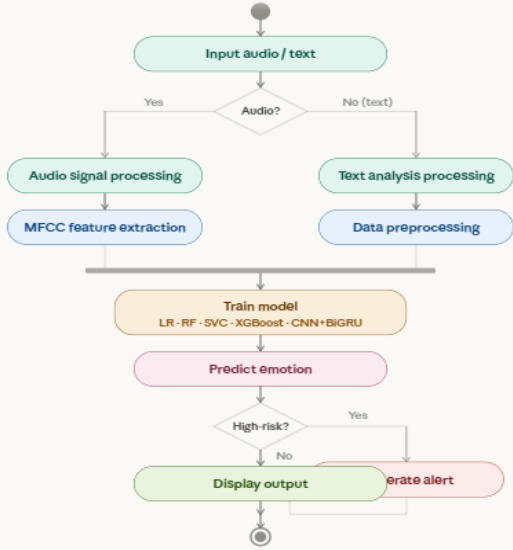 Input audio / text
Audio?
Yes
No (text)
Audio signal processing
Text analysis processing
MFCC feature extraction
Data preprocessing
Train model
LR · RF · SVC · XGBoost · CNN+BiGRU
Predict emotion
High-risk?
Yes
No
Display output
erate alert